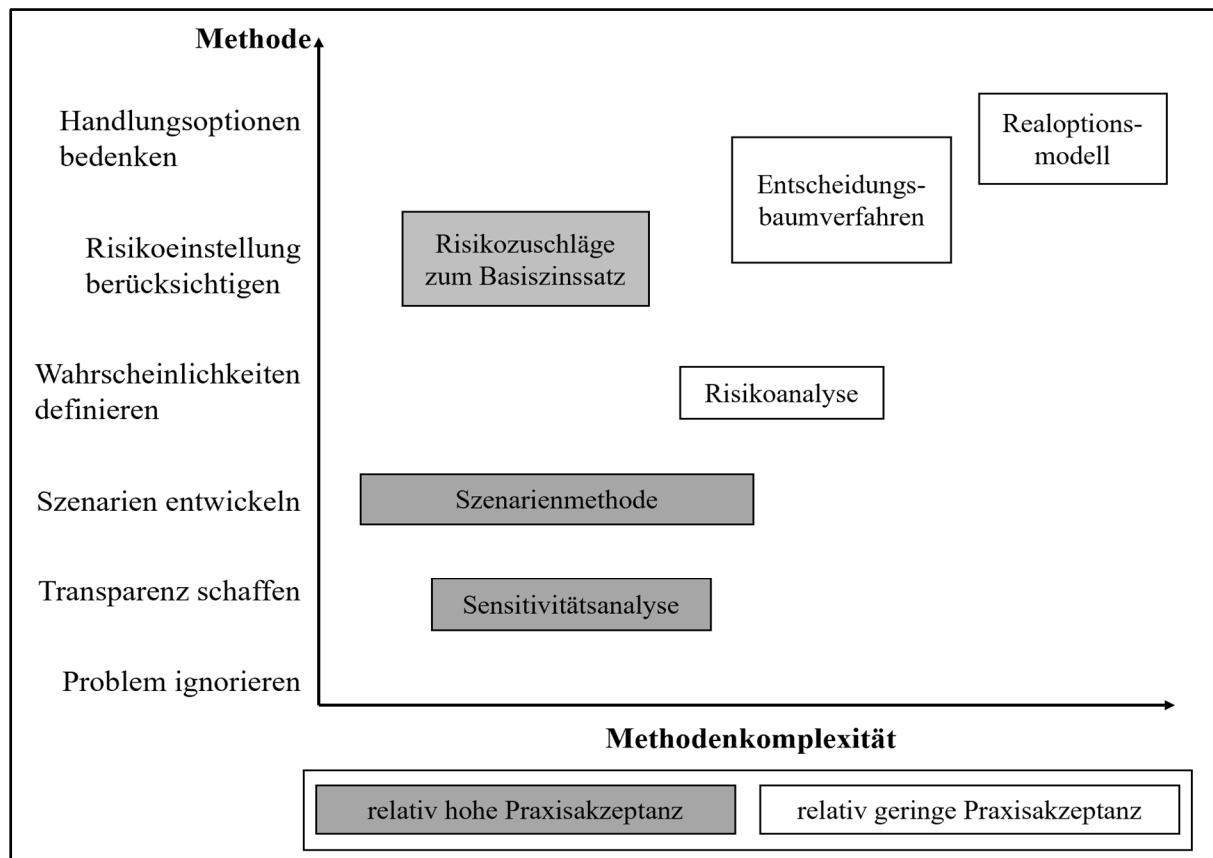 Methode
Handlungsoptionen
bedenken
Realoptions-
modell
Entscheidungs-
baumverfahren
Risikoeinstellung
berücksichtigen
Risikozuschläge
zum Basiszinssatz
Wahrscheinlichkeiten
definieren
Risikoanalyse
Szenarien entwickeln
Szenarienmethode
Transparenz schaffen
Sensitivitätsanalyse
Problem ignorieren
Methodenkomplexität
relativ hohe Praxisakzeptanz
relativ geringe Praxisakzeptanz